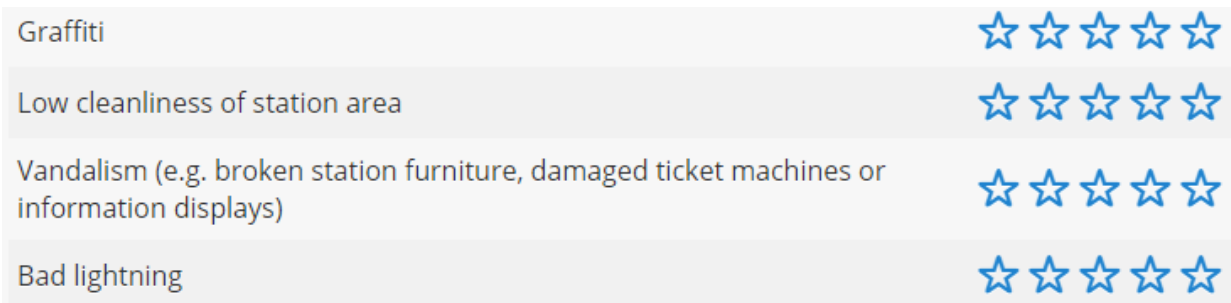 Graffiti
Low cleanliness of station area
Vandalism (e.g. broken station furniture, damaged ticket machines or
information displays)
Bad lightning